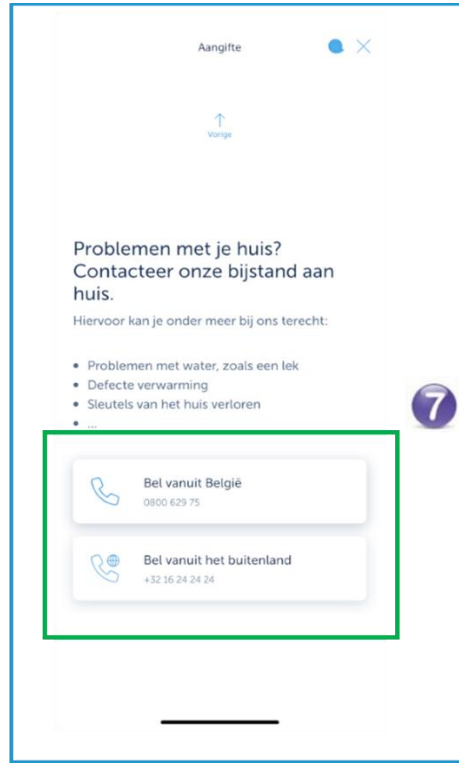 Aangifte
Vorige
Problemen met je huis?
Contacteer onze bijstand aan
huis.
Hiervoor kan je onder meer bij ons terecht:
• Problemen met water, zoals een lek
• Defecte verwarming
• Sleutels van het huis verloren
• ...
7
Bel vanuit België
0800 629 75
Bel vanuit het buitenland
+32 16 24 24 24